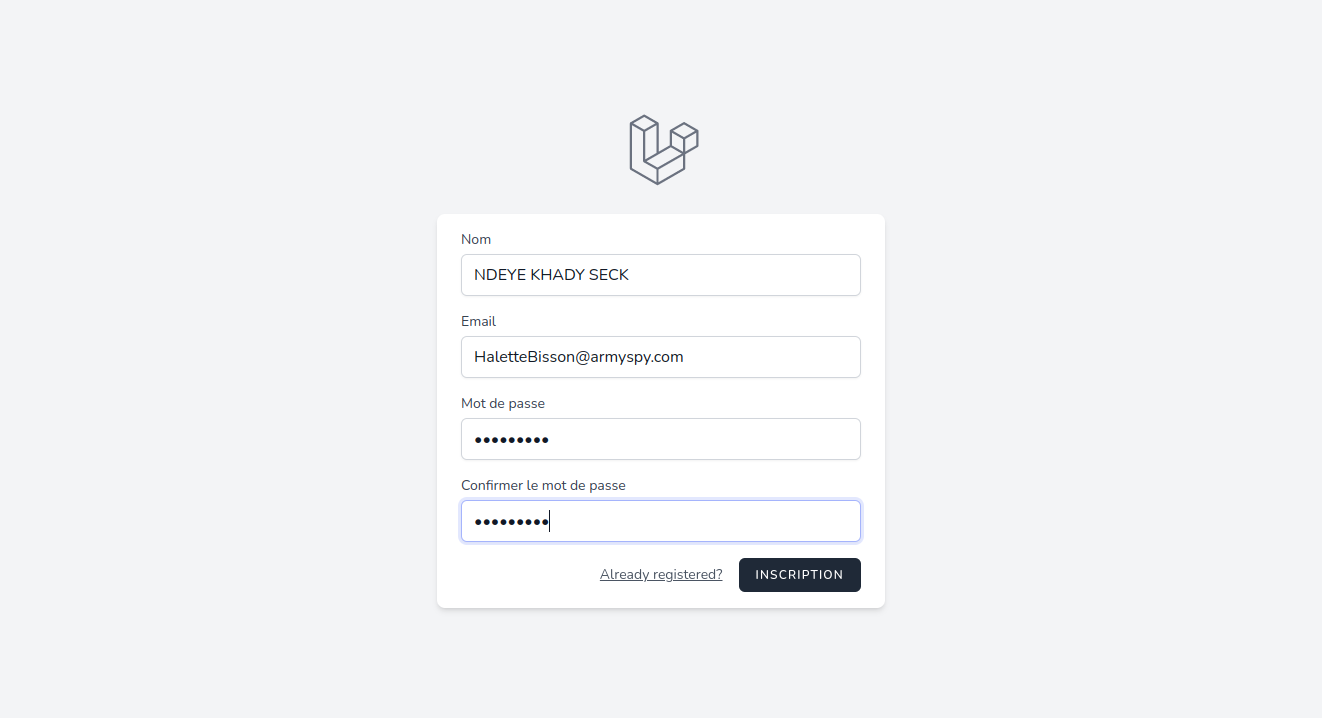 Nom
NDEYE KHADY SECK
Email
HaletteBisson@armyspy.com
Mot de passe
•••••••••
Confirmer le mot de passe
•••••••••
Already registered? INSCRIPTION